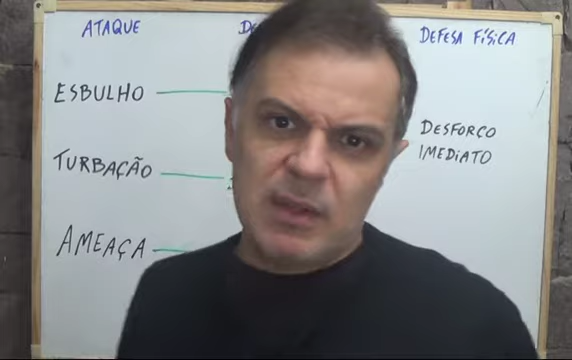 ATAQUE
DEFESA FÍSICA
ESBULHO
DESFORÇO
IMEDIATO
TURBAÇÃO
AMEAÇA